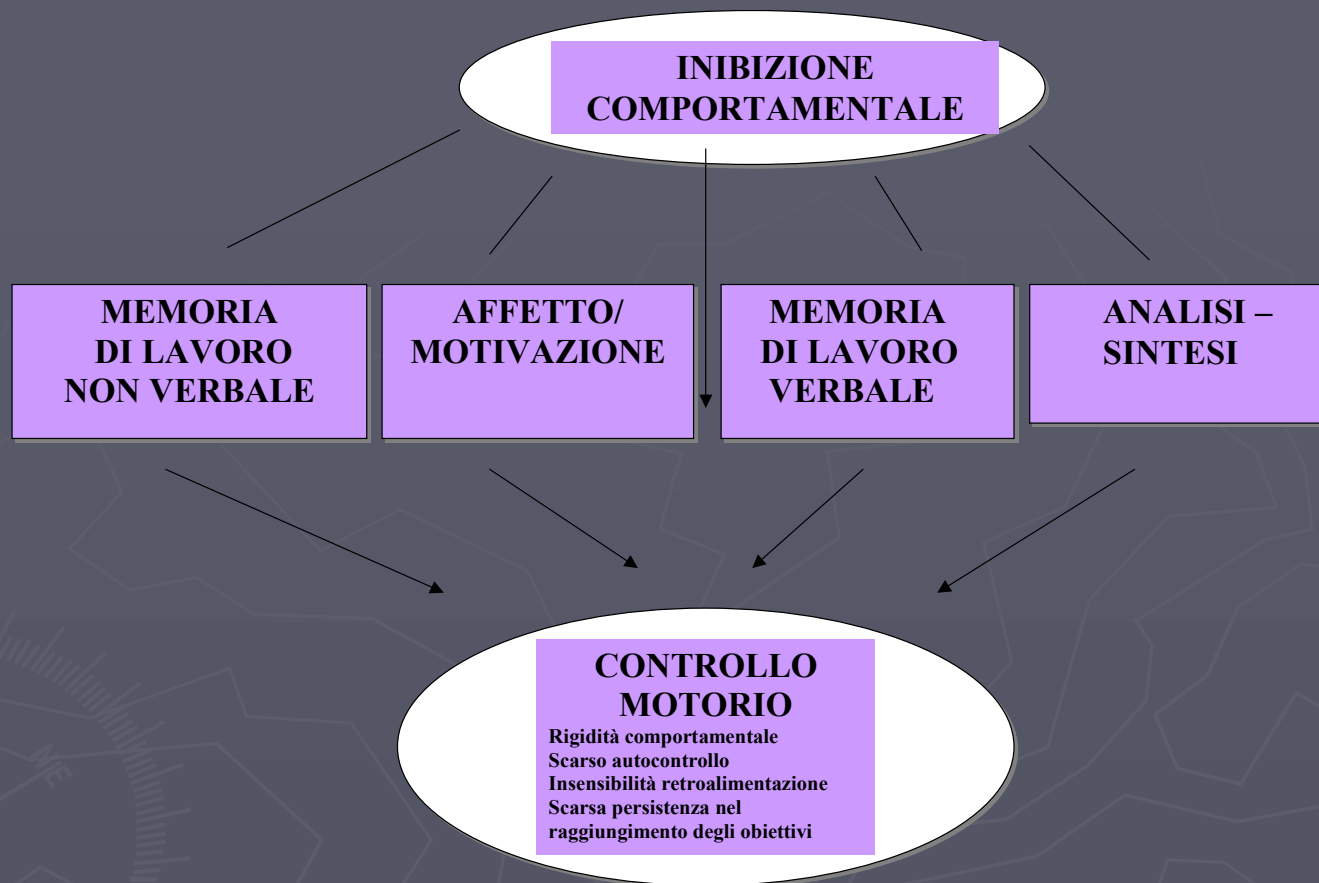 INIBIZIONE
COMPORTAMENTALE
MEMORIA
DI LAVORO
NON VERBALE
AFFETTO/
MOTIVAZIONE
MEMORIA
DI LAVORO
VERBALE
ANALISI –
SINTESI
CONTROLLO
MOTORIO
Rigidità comportamentale
Scarso autocontrollo
Insensibilità retroalimentazione
Scarsa persistenza nel
raggiungimento degli obiettivi